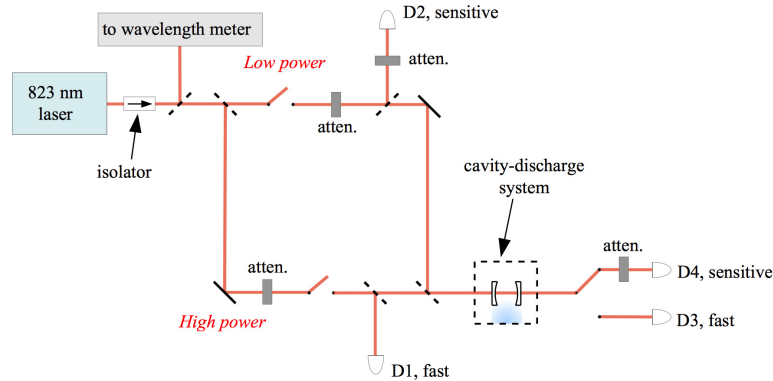 D2, sensitive
to wavelength meter
Low power
atten.
823 nm
laser
atten.
isolator
cavity-discharge
system
atten.
atten.
D4, sensitive
High power
D3, fast
D1, fast